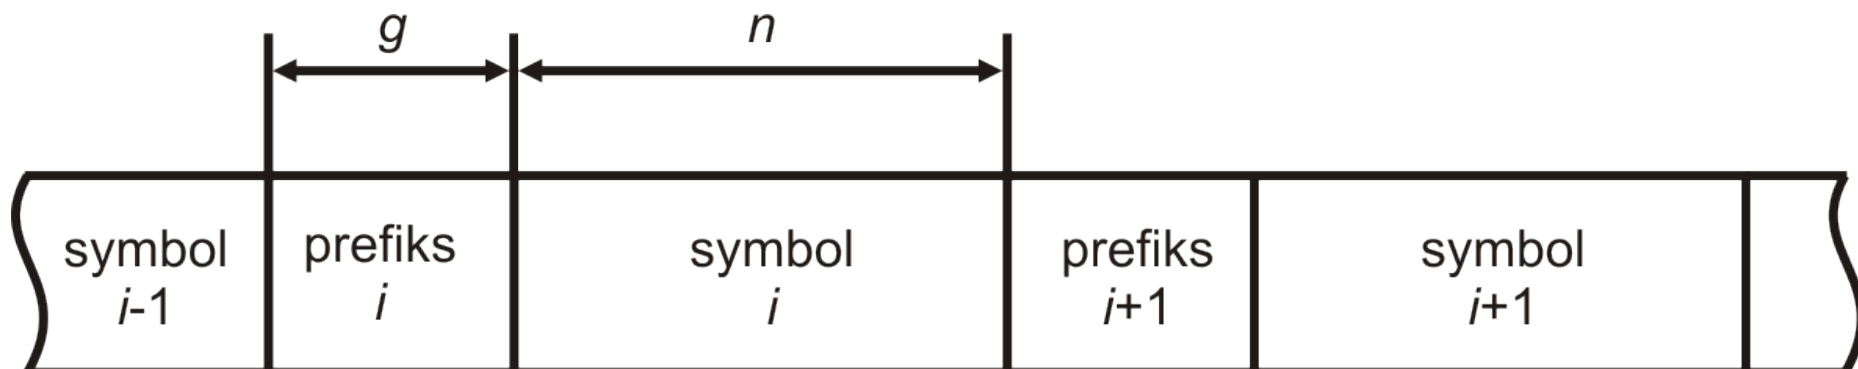 g
n
symbol
i-1
prefiks
i
symbol
i
prefiks
i+1
symbol
i+1